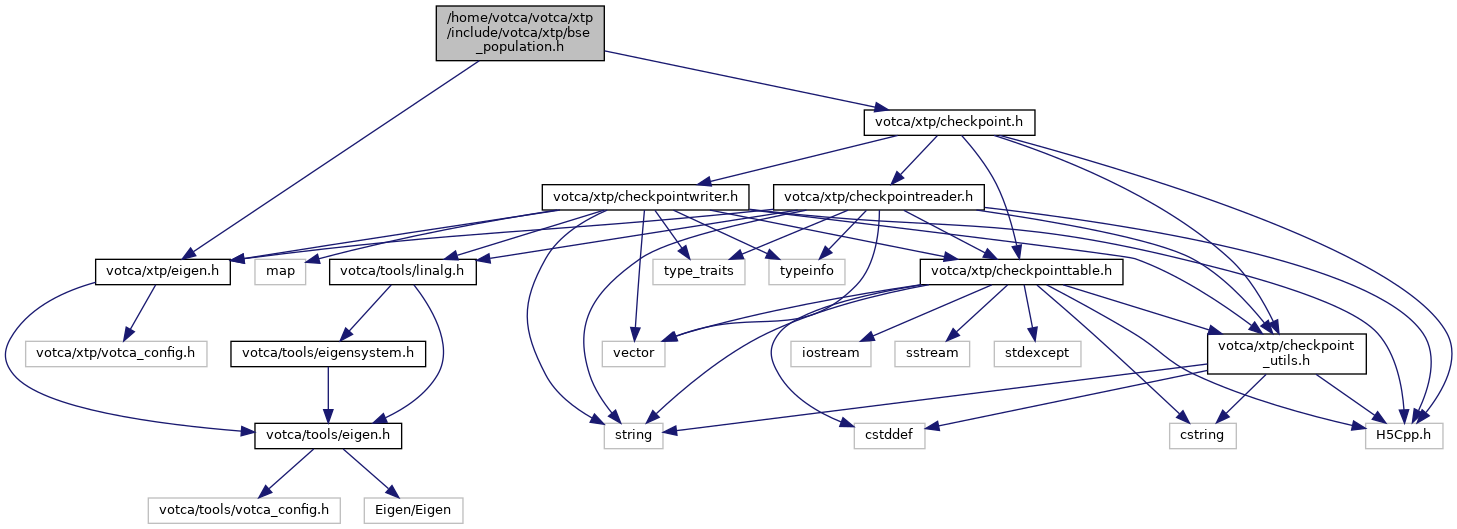 /home/votca/votca/xtp
/include/votca/xtp/bse
_population.h
votca/xtp/checkpoint.h
votca/xtp/checkpointwriter.h
votca/xtp/checkpointreader.h
votca/xtp/eigen.h
map
votca/tools/linalg.h
type_traits
typeinfo
votca/xtp/checkpointtable.h
votca/xtp/votca_config.h
votca/tools/eigensystem.h
vector
iostream
sstream
stdexcept
votca/xtp/checkpoint
_utils.h
votca/tools/eigen.h
string
cstddef
cstring
H5Cpp.h
votca/tools/votca_config.h
Eigen/Eigen